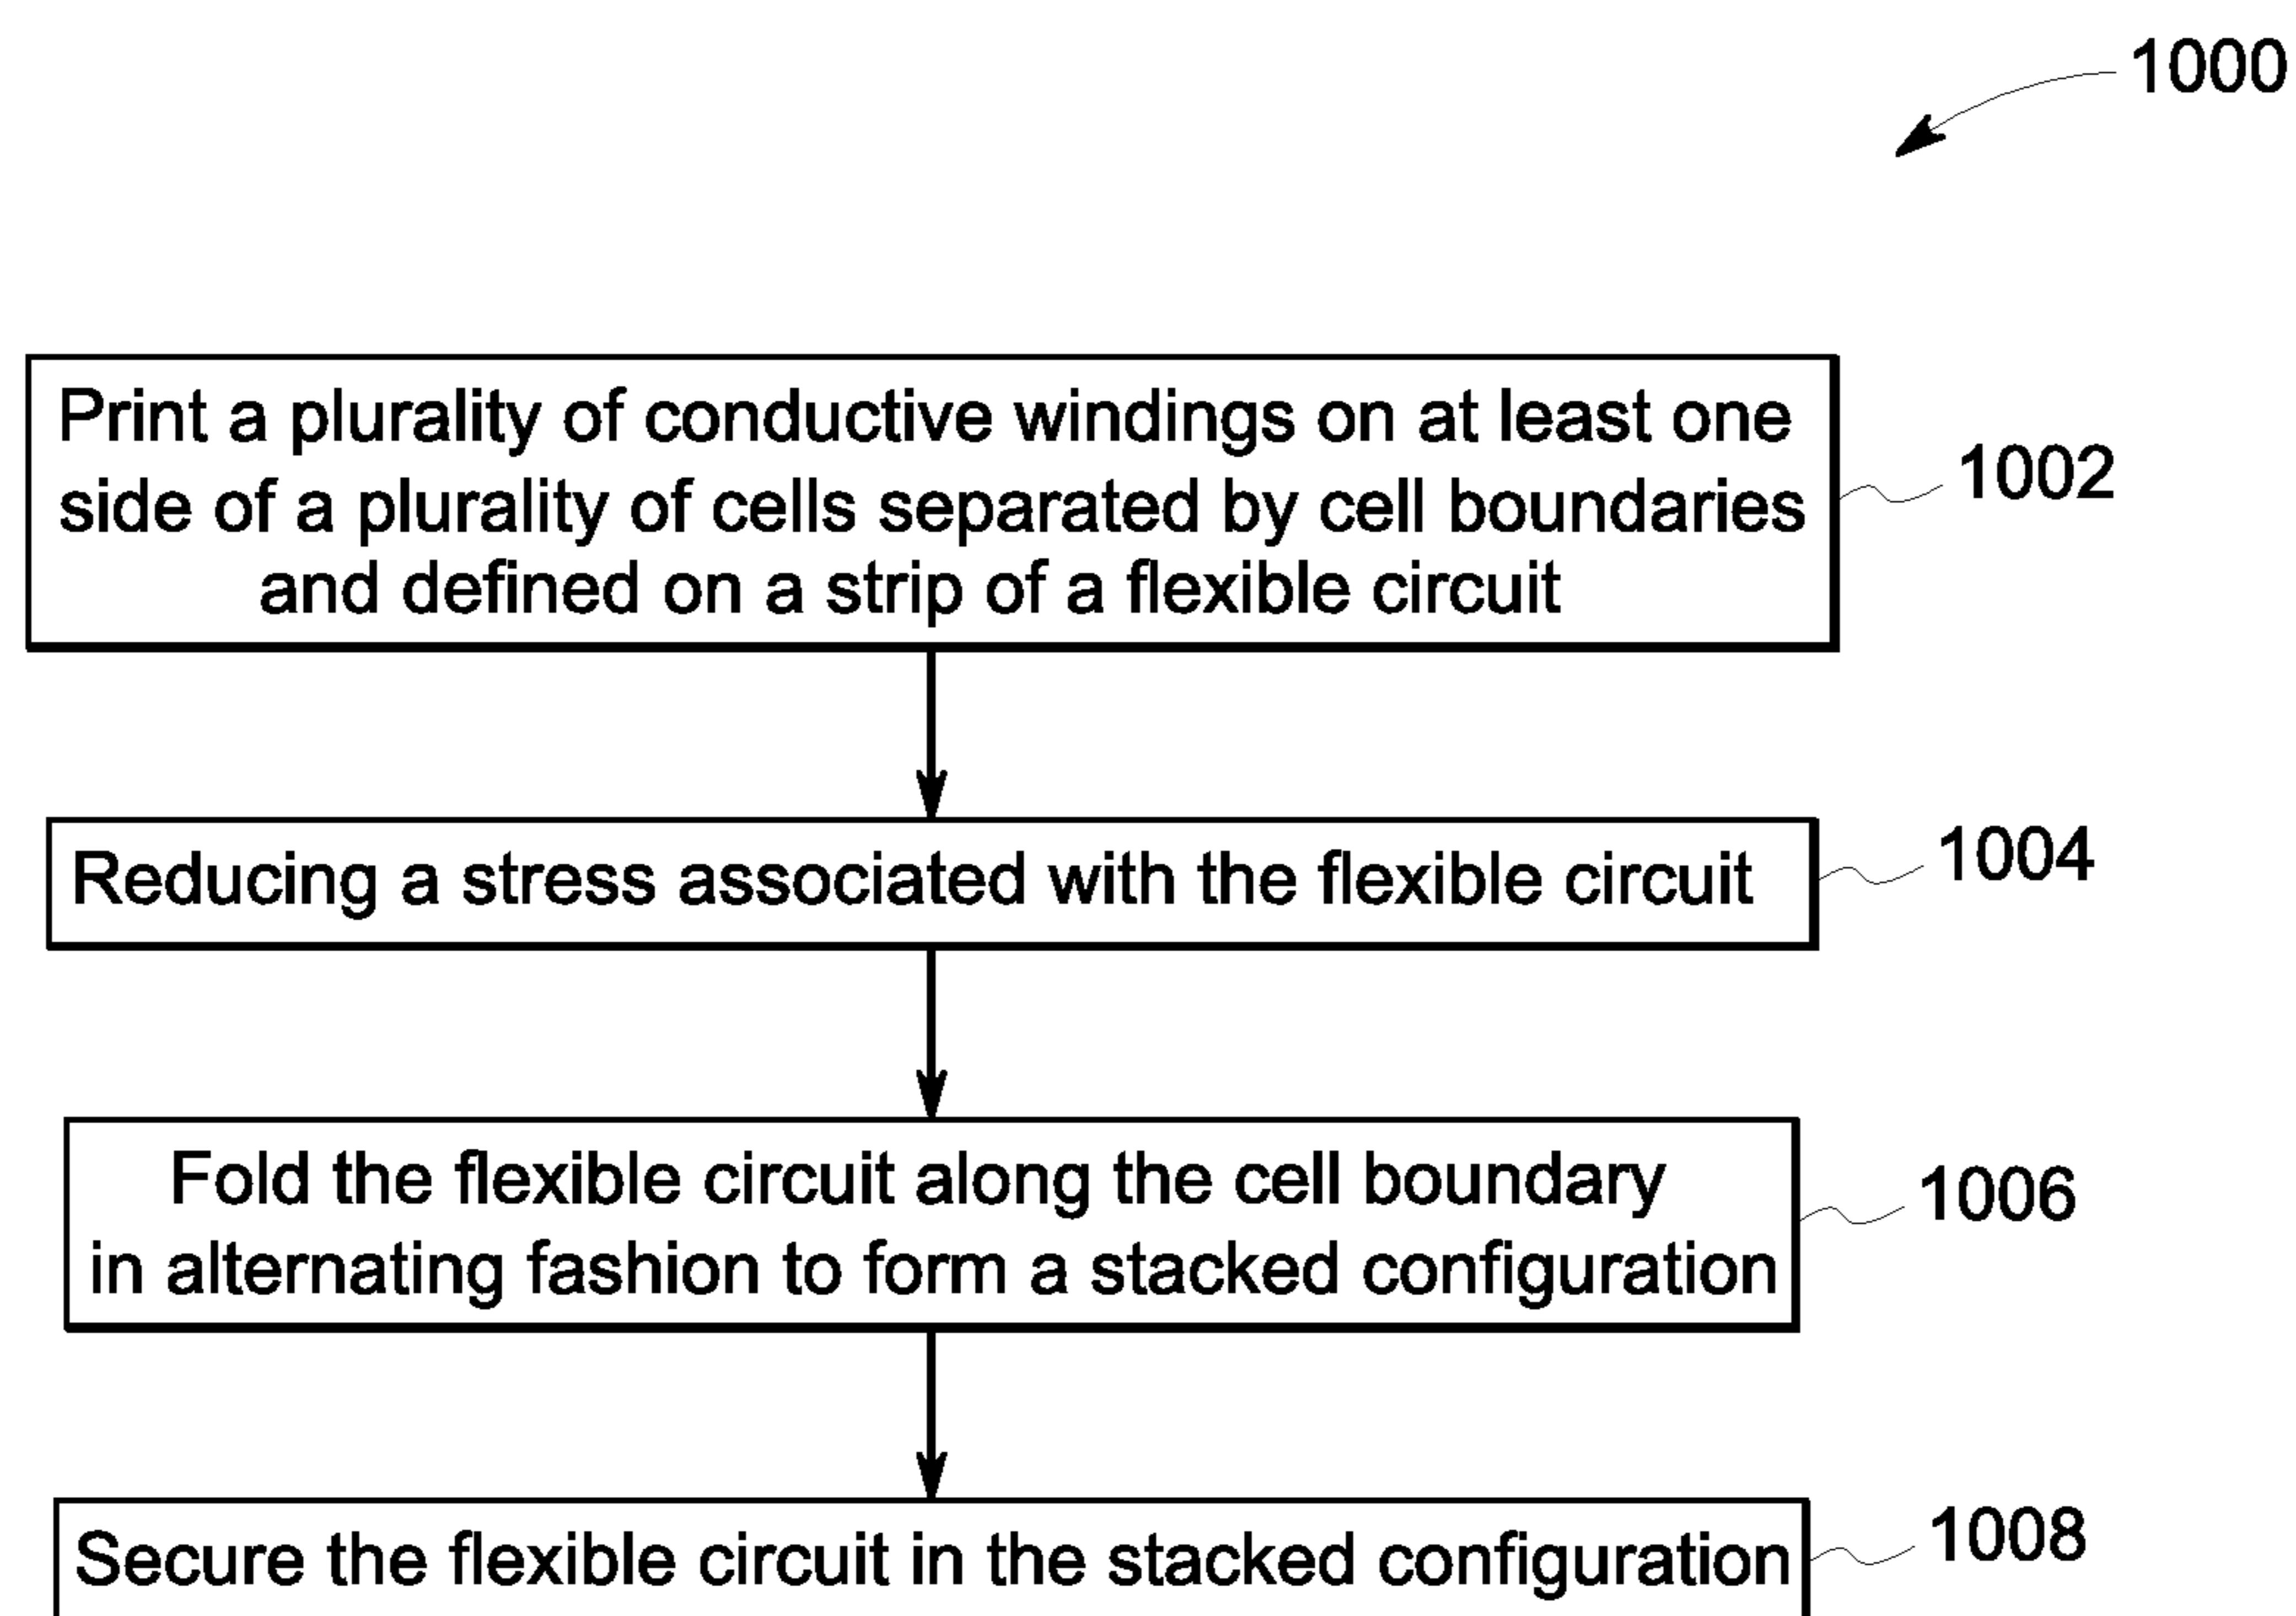 1000
Print a plurality of conductive windings on at least one
side of a plurality of cells separated by cell boundaries
and defined on a strip of a flexible circuit
1002
Reducing a stress associated with the flexible circuit
1004
Fold the flexible circuit along the cell boundary
in alternating fashion to form a stacked configuration
1006
Secure the flexible circuit in the stacked configuration
1008